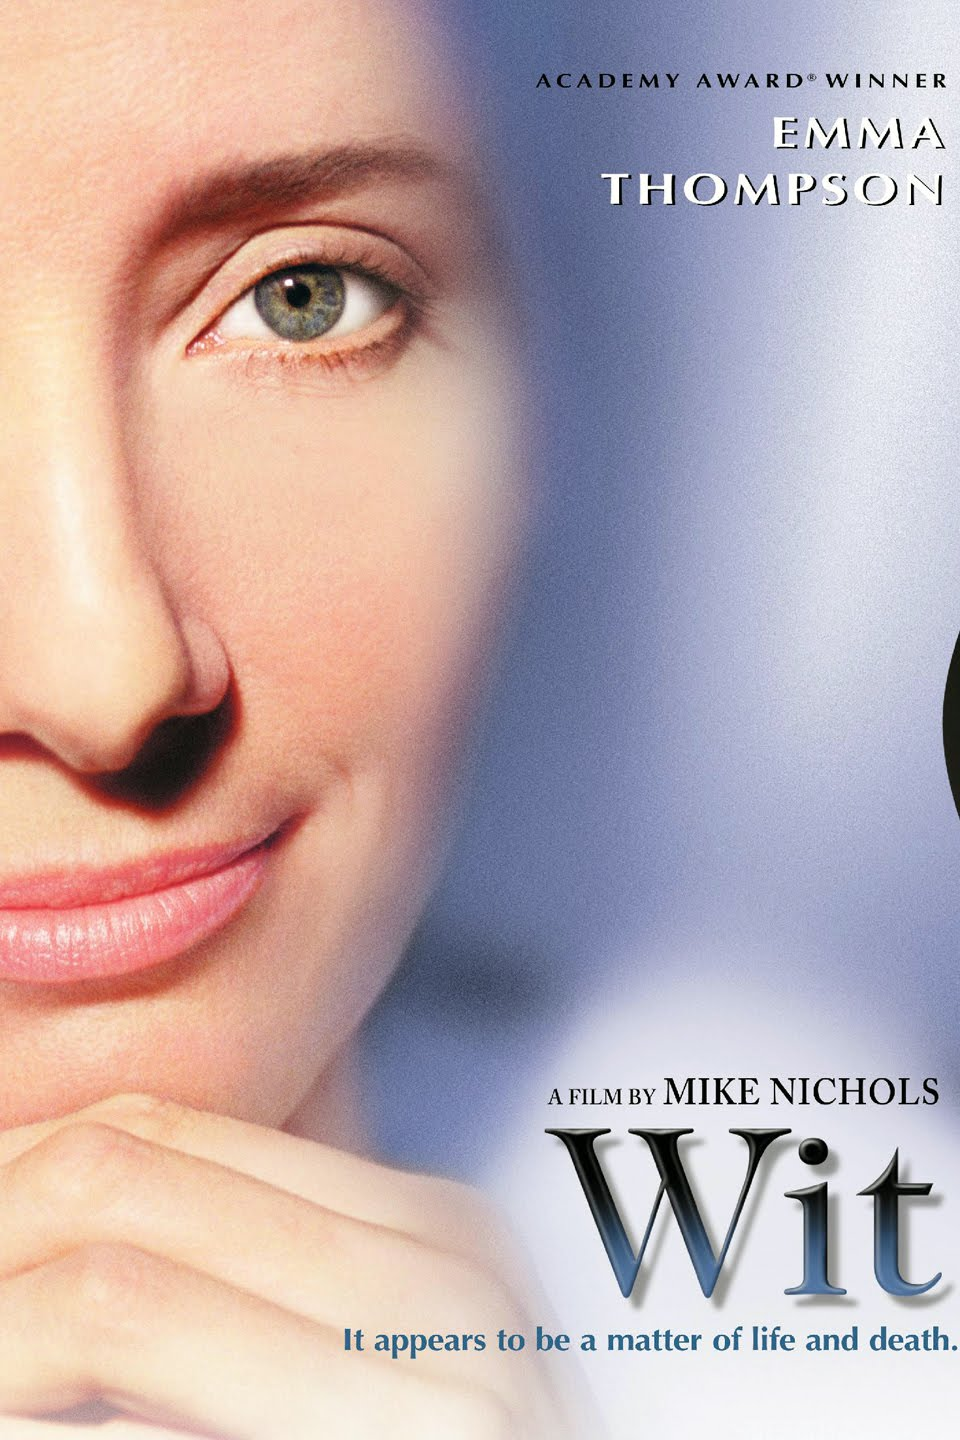 ACADEMY AWARD® WINNER
EMMA
THOMPSON
A FILM BY MIKE NICHOLS
Wit
It appears to be a matter of life and death.